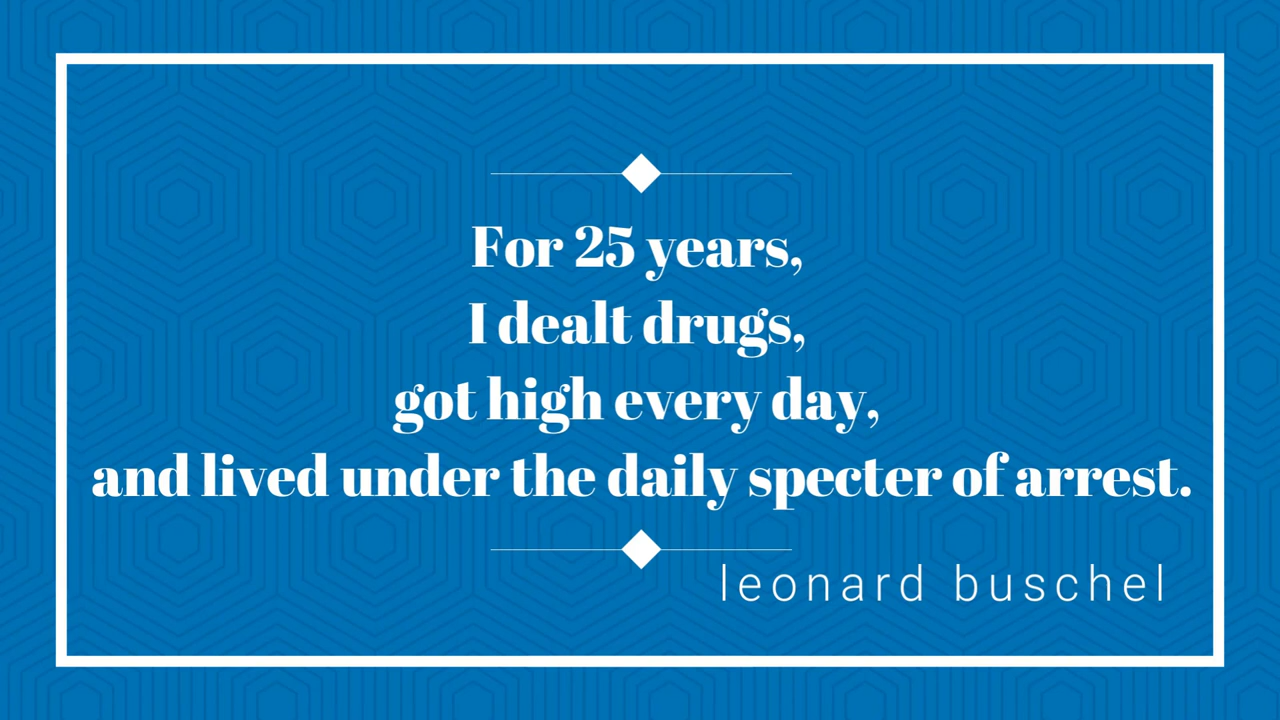 For 25 years,
I dealt drugs,
got high every day,
and lived under the daily specter of arrest.
leonard buschel